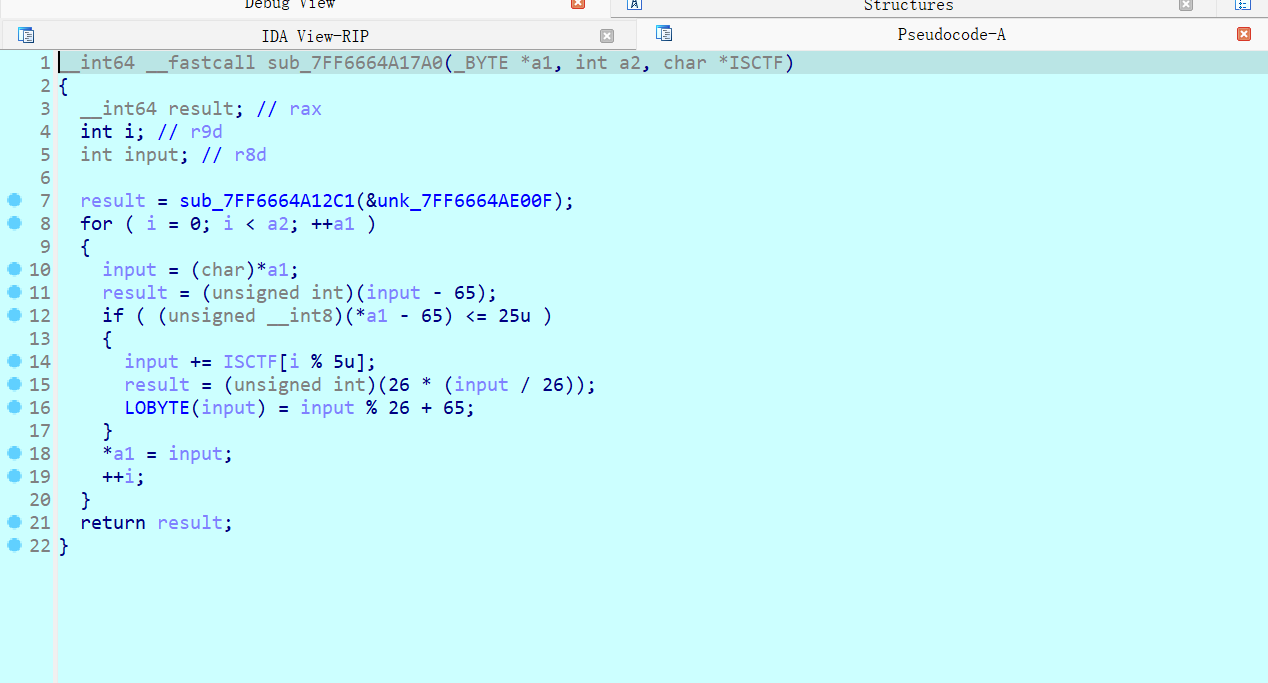 Debug View
Structures
IDA View-RIP
Pseudocode-A
1 __int64 __fastcall sub_7FF6664A17A0(_BYTE *a1, int a2, char *ISCTF)
2 {
3   __int64 result; // rax
4   int i; // r9d
5   int input; // r8d
6
7   result = sub_7FF6664A12C1(&unk_7FF6664AE00F);
8   for ( i = 0; i < a2; ++a1 )
9   {
10     input = (char)*a1;
11     result = (unsigned int)(input - 65);
12     if ( (unsigned __int8)(*a1 - 65) <= 25u )
13     {
14       input += ISCTF[i % 5u];
15       result = (unsigned int)(26 * (input / 26));
16       LOBYTE(input) = input % 26 + 65;
17     }
18     *a1 = input;
19     ++i;
20   }
21   return result;
22 }